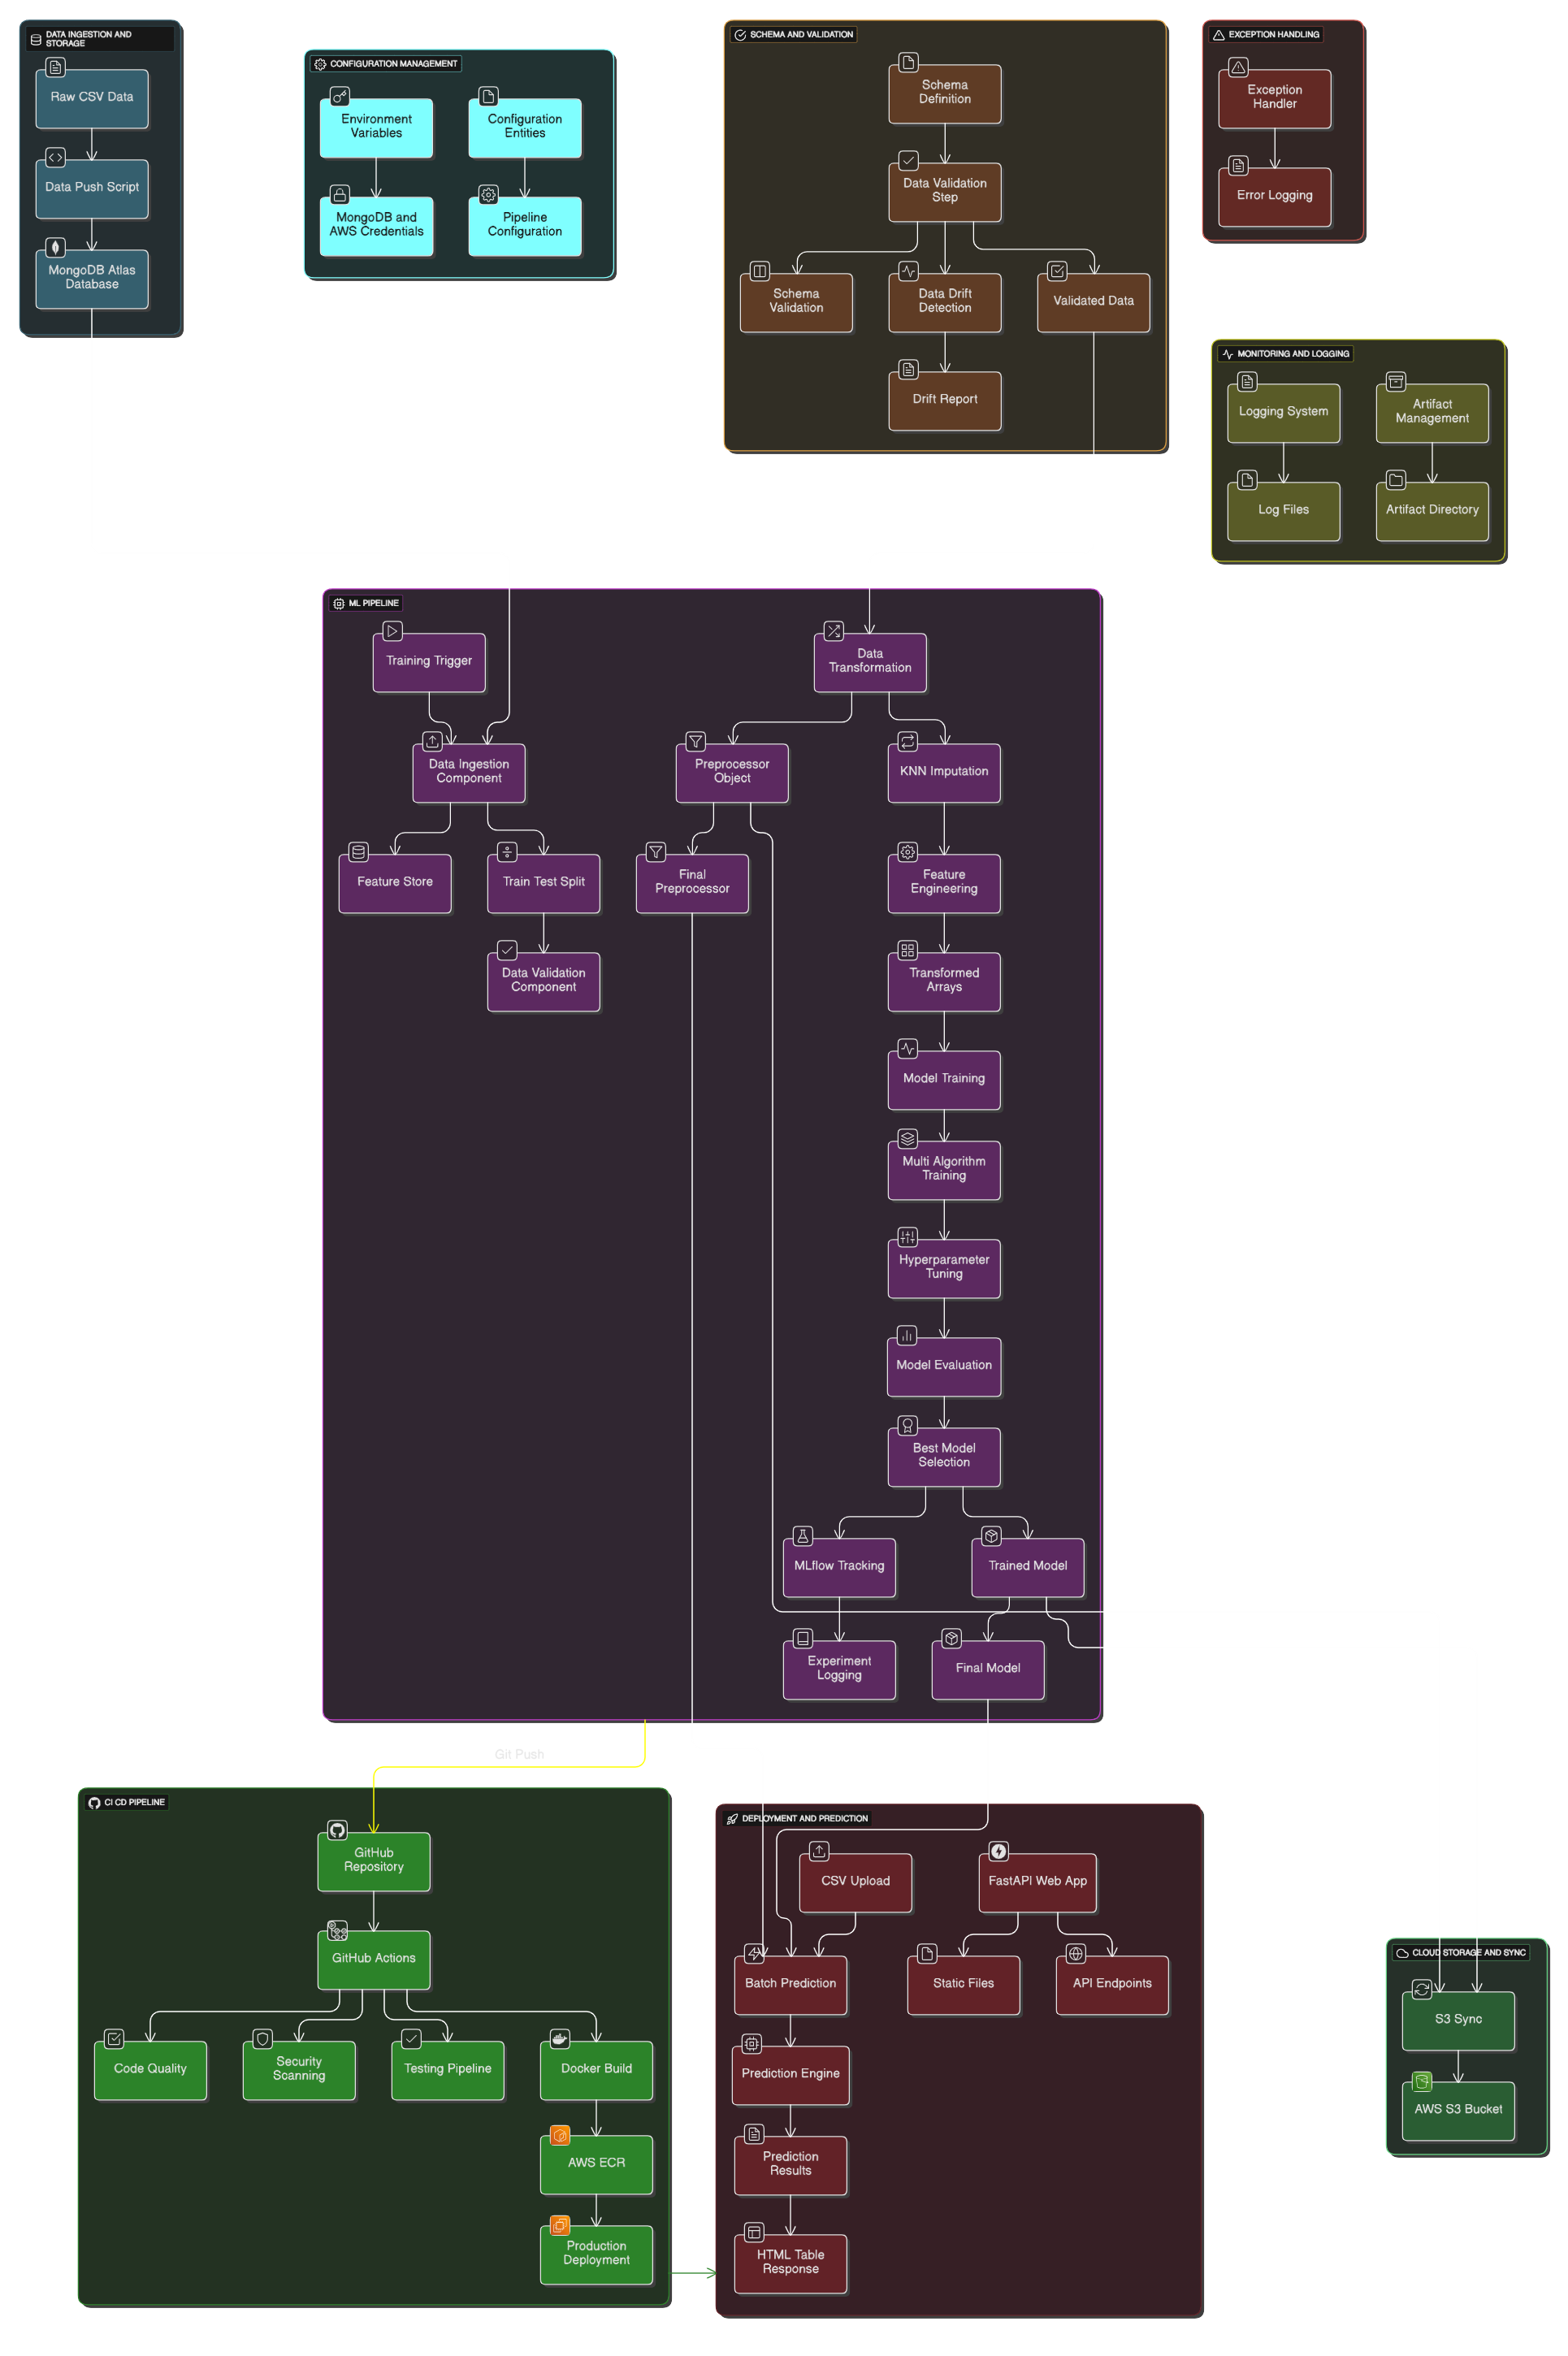 DATA INGESTION AND
STORAGE
Raw CSV Data
Data Push Script
MongoDB Atlas
Database
CONFIGURATION MANAGEMENT
Environment
Variables
Configuration
Entities
MongoDB and
AWS Credentials
Pipeline
Configuration
SCHEMA AND VALIDATION
Schema
Definition
Data Validation
Step
Schema
Validation
Data Drift
Detection
Validated Data
Drift Report
EXCEPTION HANDLING
Exception
Handler
Error Logging
MONITORING AND LOGGING
Logging System
Artifact
Management
Log Files
Artifact Directory
ML PIPELINE
Training Trigger
Data
Transformation
Data Ingestion
Component
Preprocessor
Object
KNN Imputation
Feature Store
Train Test Split
Final
Preprocessor
Feature
Engineering
Data Validation
Component
Transformed
Arrays
Model Training
Multi Algorithm
Training
Hyperparameter
Tuning
Model Evaluation
Best Model
Selection
MLflow Tracking
Trained Model
Experiment
Logging
Final Model
Git Push
CI CD PIPELINE
GitHub
Repository
GitHub Actions
Code Quality
Security
Scanning
Testing Pipeline
Docker Build
AWS ECR
Production
Deployment
DEPLOYMENT AND PREDICTION
CSV Upload
FastAPI Web App
Batch Prediction
Static Files
API Endpoints
Prediction Engine
Prediction
Results
HTML Table
Response
CLOUD STORAGE AND SYNC
S3 Sync
AWS S3 Bucket